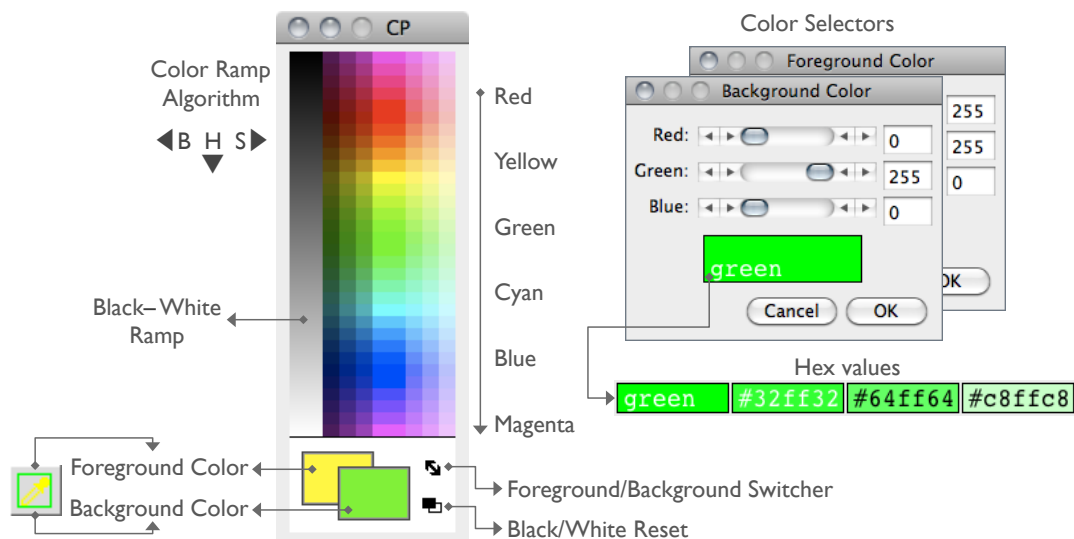 CP
Color Ramp
Algorithm
B H S
Black–White
Ramp
Red
Yellow
Green
Cyan
Blue
Magenta
Foreground Color
Background Color
Foreground/Background Switcher
Black/White Reset
Color Selectors
Foreground Color
255
255
0
OK
Background Color
Red: 0
Green: 255
Blue: 0
green
Cancel OK
Hex values
green #32ff32 #64ff64 #c8ffc8